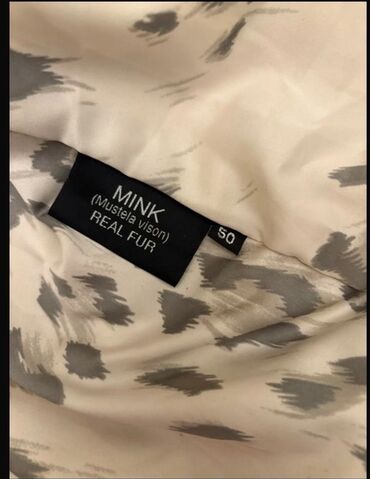 MINK
(Mustela vison)
REAL FUR
50